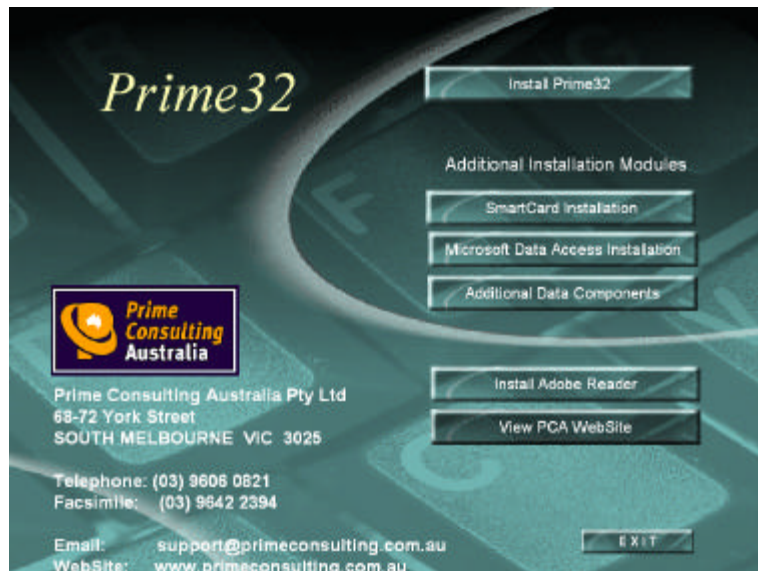 Prime32
Install Prime32
Additional Installation Modules
SmartCard Installation
Microsoft Data Access Installation
Additional Data Components
Prime
Consulting
Australia
Prime Consulting Australia Pty Ltd
68-72 York Street
SOUTH MELBOURNE VIC 3025
Telephone: (03) 9606 0821
Facsimile: (03) 9642 2394
Email: support@primeconsulting.com.au
WebSite: www.primeconsulting.com.au
Install Adobe Reader
View PCA WebSite
EXIT